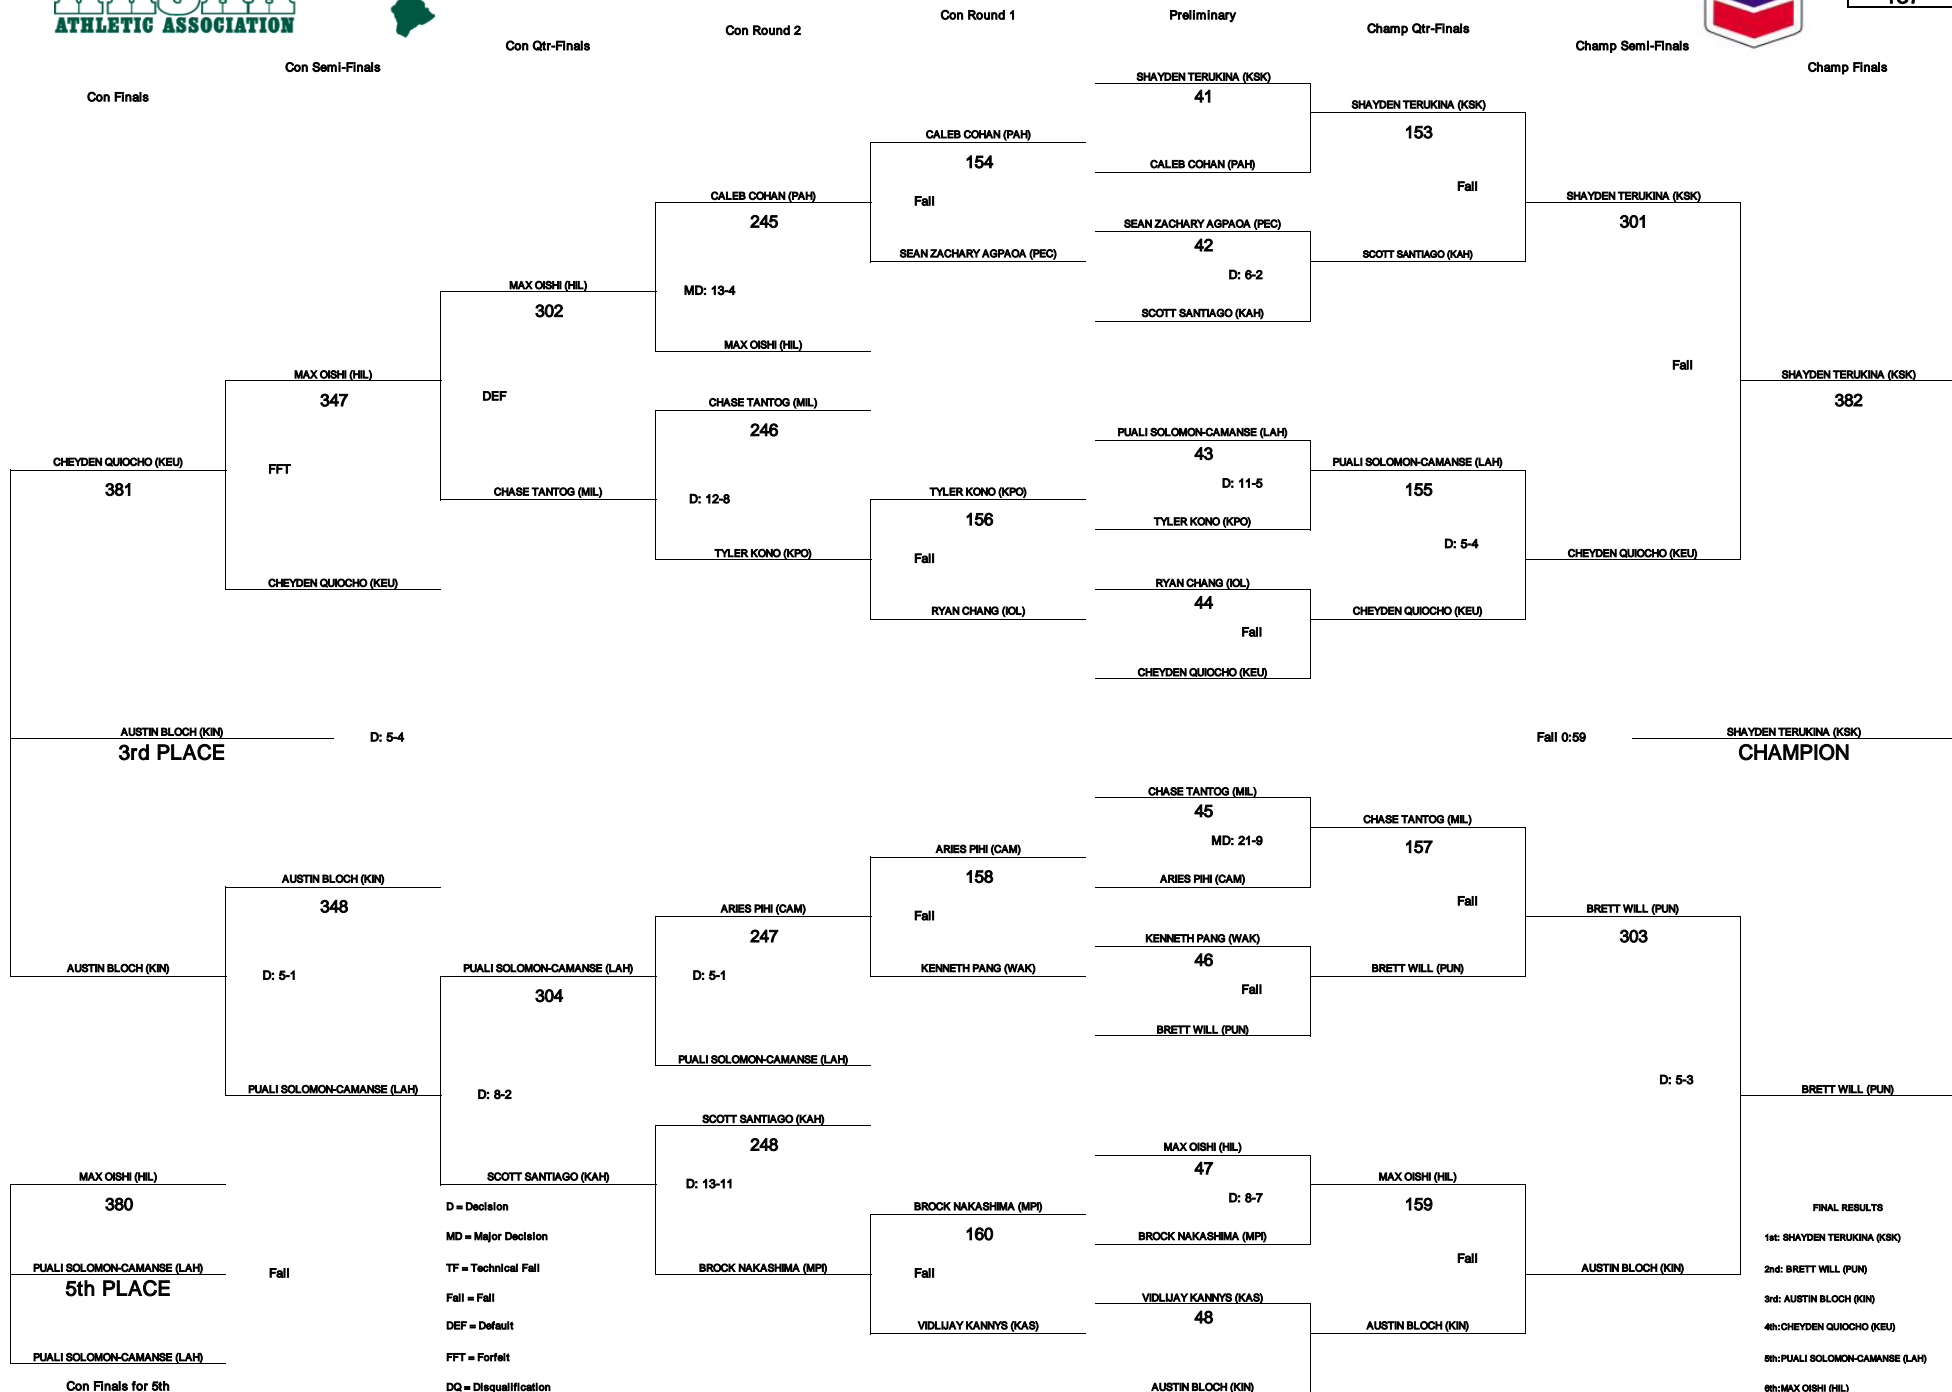 ATHLETIC ASSOCIATION
Con Finals
Con Semi-Finals
Con Qtr-Finals
Con Round 2
Con Round 1
Preliminary
Champ Qtr-Finals
Champ Semi-Finals
Champ Finals
SHAYDEN TERUKINA (KSK)
41
CALEB COHAN (PAH)
SEAN ZACHARY AGPAOA (PEC)
42
D: 6-2
SCOTT SANTIAGO (KAH)
PUALI SOLOMON-CAMANSE (LAH)
43
D: 11-5
TYLER KONO (KPO)
RYAN CHANG (IOL)
44
Fall
CHEYDEN QUIOCHO (KEU)
CHASE TANTOG (MIL)
45
MD: 21-9
ARIES PIHI (CAM)
KENNETH PANG (WAK)
46
Fall
BRETT WILL (PUN)
MAX OISHI (HIL)
47
D: 8-7
BROCK NAKASHIMA (MPI)
VIDLIJAY KANNYS (KAS)
48
AUSTIN BLOCH (KIN)
SHAYDEN TERUKINA (KSK)
153
Fall
SCOTT SANTIAGO (KAH)
PUALI SOLOMON-CAMANSE (LAH)
155
D: 5-4
CHEYDEN QUIOCHO (KEU)
CHASE TANTOG (MIL)
157
Fall
BRETT WILL (PUN)
MAX OISHI (HIL)
159
Fall
AUSTIN BLOCH (KIN)
SHAYDEN TERUKINA (KSK)
301
Fall
CHEYDEN QUIOCHO (KEU)
BRETT WILL (PUN)
303
D: 5-3
AUSTIN BLOCH (KIN)
SHAYDEN TERUKINA (KSK)
382
Fall 0:59
SHAYDEN TERUKINA (KSK)
CHAMPION
BRETT WILL (PUN)
CALEB COHAN (PAH)
154
Fall
SEAN ZACHARY AGPAOA (PEC)
TYLER KONO (KPO)
156
Fall
RYAN CHANG (IOL)
ARIES PIHI (CAM)
158
Fall
KENNETH PANG (WAK)
BROCK NAKASHIMA (MPI)
160
Fall
VIDLIJAY KANNYS (KAS)
CALEB COHAN (PAH)
245
MD: 13-4
MAX OISHI (HIL)
CHASE TANTOG (MIL)
246
D: 12-8
TYLER KONO (KPO)
ARIES PIHI (CAM)
247
D: 5-1
PUALI SOLOMON-CAMANSE (LAH)
SCOTT SANTIAGO (KAH)
248
D: 13-11
BROCK NAKASHIMA (MPI)
MAX OISHI (HIL)
302
DEF
CHASE TANTOG (MIL)
PUALI SOLOMON-CAMANSE (LAH)
304
D: 8-2
SCOTT SANTIAGO (KAH)
MAX OISHI (HIL)
347
FFT
CHEYDEN QUIOCHO (KEU)
AUSTIN BLOCH (KIN)
348
D: 5-1
PUALI SOLOMON-CAMANSE (LAH)
CHEYDEN QUIOCHO (KEU)
381
AUSTIN BLOCH (KIN)
3rd PLACE
D: 5-4
AUSTIN BLOCH (KIN)
MAX OISHI (HIL)
380
PUALI SOLOMON-CAMANSE (LAH)
5th PLACE
Fall
PUALI SOLOMON-CAMANSE (LAH)
Con Finals for 5th
D = Decision
MD = Major Decision
TF = Technical Fall
Fall = Fall
DEF = Default
FFT = Forfeit
DQ = Disqualification
FINAL RESULTS
1st: SHAYDEN TERUKINA (KSK)
2nd: BRETT WILL (PUN)
3rd: AUSTIN BLOCH (KIN)
4th:CHEYDEN QUIOCHO (KEU)
5th:PUALI SOLOMON-CAMANSE (LAH)
6th:MAX OISHI (HIL)